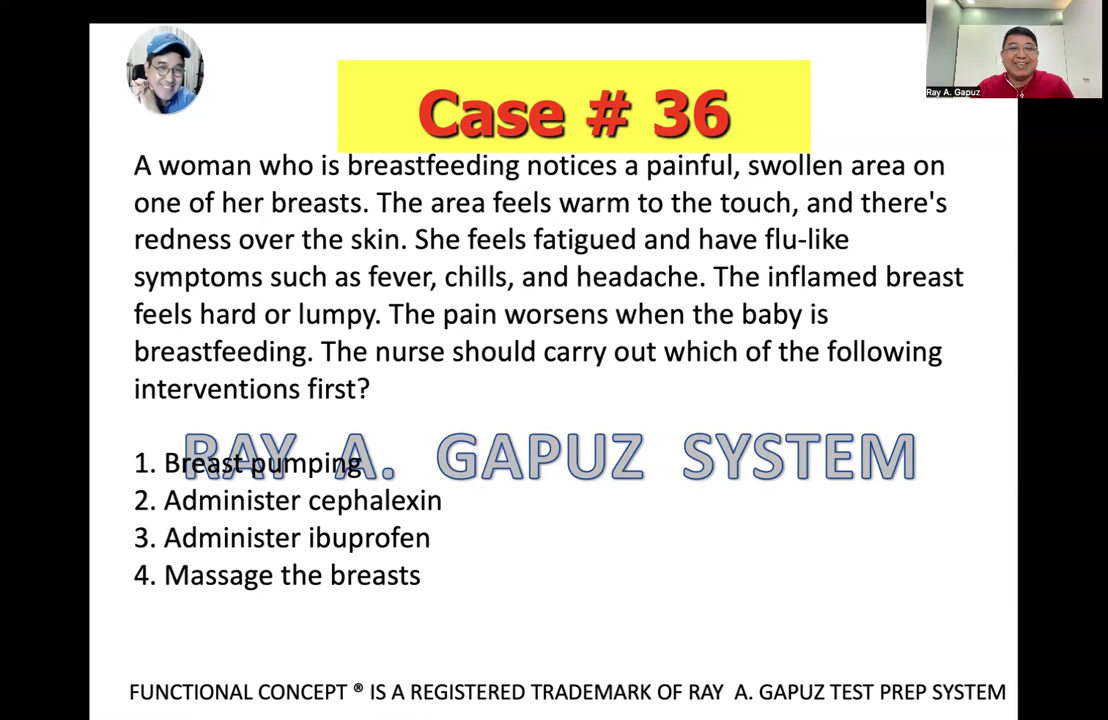 Ray A. Gapuz
Case # 36
A woman who is breastfeeding notices a painful, swollen area on
one of her breasts. The area feels warm to the touch, and there's
redness over the skin. She feels fatigued and have flu-like
symptoms such as fever, chills, and headache. The inflamed breast
feels hard or lumpy. The pain worsens when the baby is
breastfeeding. The nurse should carry out which of the following
interventions first?
RAY A. GAPUZ SYSTEM
1. Breast pumping
2. Administer cephalexin
3. Administer ibuprofen
4. Massage the breasts
FUNCTIONAL CONCEPT ® IS A REGISTERED TRADEMARK OF RAY A. GAPUZ TEST PREP SYSTEM